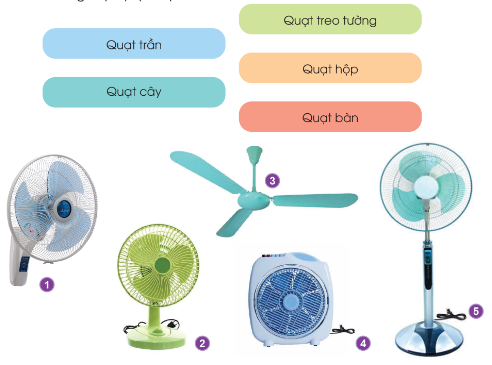 Quạt treo tường
Quạt trần
Quạt hộp
Quạt cây
Quạt bàn
3
1
2
4
5